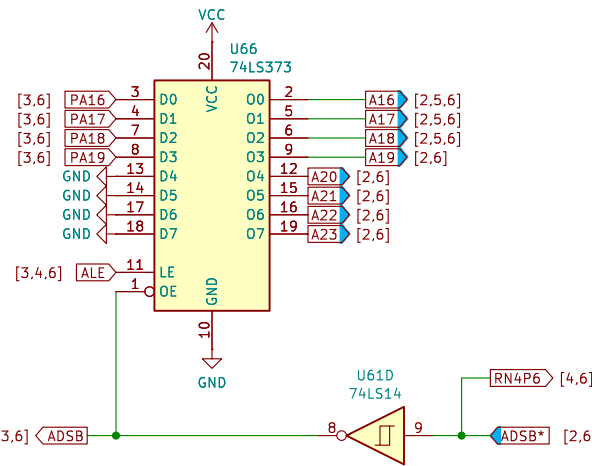 VCC
U66
74LS373
20
VCC
[3,6] PA16 3 D0 O0 2 A16 [2,5,6]
[3,6] PA17 4 D1 O1 5 A17 [2,5,6]
[3,6] PA18 7 D2 O2 6 A18 [2,5,6]
[3,6] PA19 8 D3 O3 9 A19 [2,6]
GND 13 D4 O4 12 A20 [2,6]
GND 14 D5 O5 15 A21 [2,6]
GND 17 D6 O6 16 A22 [2,6]
GND 18 D7 O7 19 A23 [2,6]
[3,4,6] ALE 11 LE
1 OE
GND
10
GND
U61D
74LS14
RN4P6 [4,6]
3,6] ADSB 8 9 ADSB* [2,6